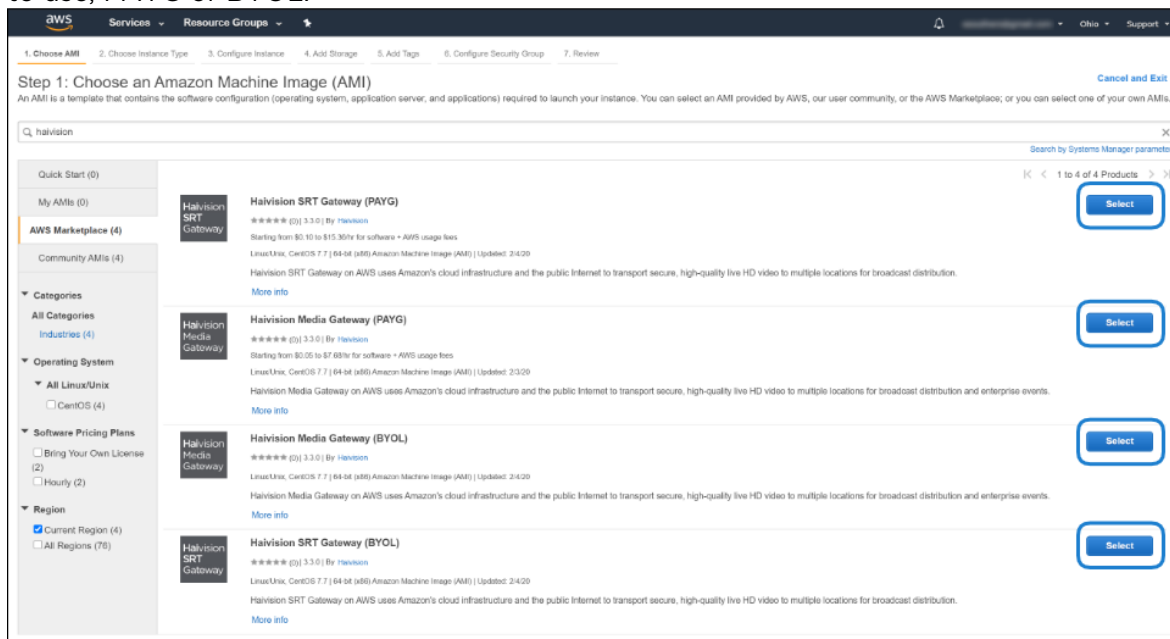 aws Services Resource Groups Ohio Support
1. Choose AMI 2. Choose Instance Type 3. Configure Instance 4. Add Storage 5. Add Tags 6. Configure Security Group 7. Review
Step 1: Choose an Amazon Machine Image (AMI)
Cancel and Exit
An AMI is a template that contains the software configuration (operating system, application server, and applications) required to launch your instance. You can select an AMI provided by AWS, our user community, or the AWS Marketplace; or you can select one of your own AMIs.
haivision
Search by Systems Manager parameter
Quick Start (0)
My AMIs (0)
AWS Marketplace (4)
Community AMIs (4)
Categories
All Categories
Industries (4)
Operating System
All Linux/Unix
CentOS (4)
Software Pricing Plans
Bring Your Own License
(2)
Hourly (2)
Region
Current Region (4)
All Regions (76)
1 to 4 of 4 Products
Haivision
SRT
Gateway
Haivision SRT Gateway (PAYG)
(0) | 3.3.0 | By Haivision
Starting from $0.10 to $15.36/hr for software + AWS usage fees
Linux/Unix, CentOS 7.7 | 64-bit (x86) Amazon Machine Image (AMI) | Updated: 2/4/20
Haivision SRT Gateway on AWS uses Amazon's cloud infrastructure and the public Internet to transport secure, high-quality live HD video to multiple locations for broadcast distribution.
More info
Select
Haivision
Media
Gateway
Haivision Media Gateway (PAYG)
(0) | 3.3.0 | By Haivision
Starting from $0.05 to $7.68/hr for software + AWS usage fees
Linux/Unix, CentOS 7.7 | 64-bit (x86) Amazon Machine Image (AMI) | Updated: 2/3/20
Haivision Media Gateway on AWS uses Amazon's cloud infrastructure and the public Internet to transport secure, high-quality live HD video to multiple locations for broadcast distribution and enterprise events.
More info
Select
Haivision
Media
Gateway
Haivision Media Gateway (BYOL)
(0) | 3.3.0 | By Haivision
Linux/Unix, CentOS 7.7 | 64-bit (x86) Amazon Machine Image (AMI) | Updated: 2/4/20
Haivision Media Gateway on AWS uses Amazon's cloud infrastructure and the public Internet to transport secure, high-quality live HD video to multiple locations for broadcast distribution and enterprise events.
More info
Select
Haivision
SRT
Gateway
Haivision SRT Gateway (BYOL)
(0) | 3.3.0 | By Haivision
Linux/Unix, CentOS 7.7 | 64-bit (x86) Amazon Machine Image (AMI) | Updated: 2/4/20
Haivision SRT Gateway on AWS uses Amazon's cloud infrastructure and the public Internet to transport secure, high-quality live HD video to multiple locations for broadcast distribution.
More info
Select